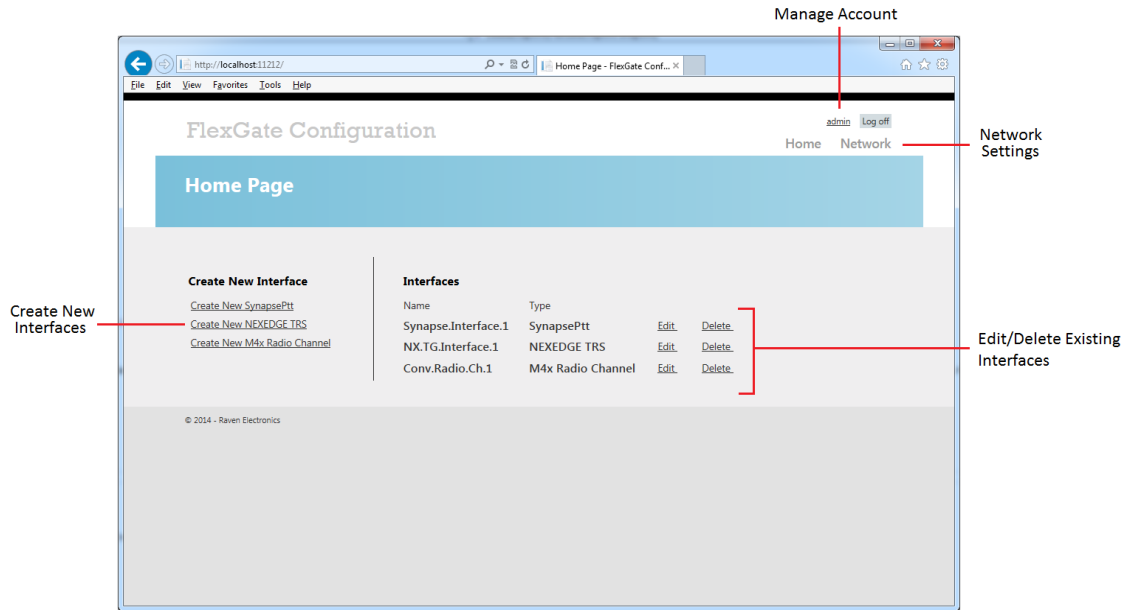 Manage Account
http://localhost:11212/
Home Page - FlexGate Conf...
File Edit View Favorites Tools Help
FlexGate Configuration
admin Log off
Home Network
Network
Settings
Home Page
Create New Interface
Create New SynapsePtt
Create New NEXEDGE TRS
Create New M4x Radio Channel
Create New
Interfaces
Interfaces
Name Type
Synapse.Interface.1 SynapsePtt Edit Delete
NX.TG.Interface.1 NEXEDGE TRS Edit Delete
Conv.Radio.Ch.1 M4x Radio Channel Edit Delete
Edit/Delete Existing
Interfaces
© 2014 - Raven Electronics